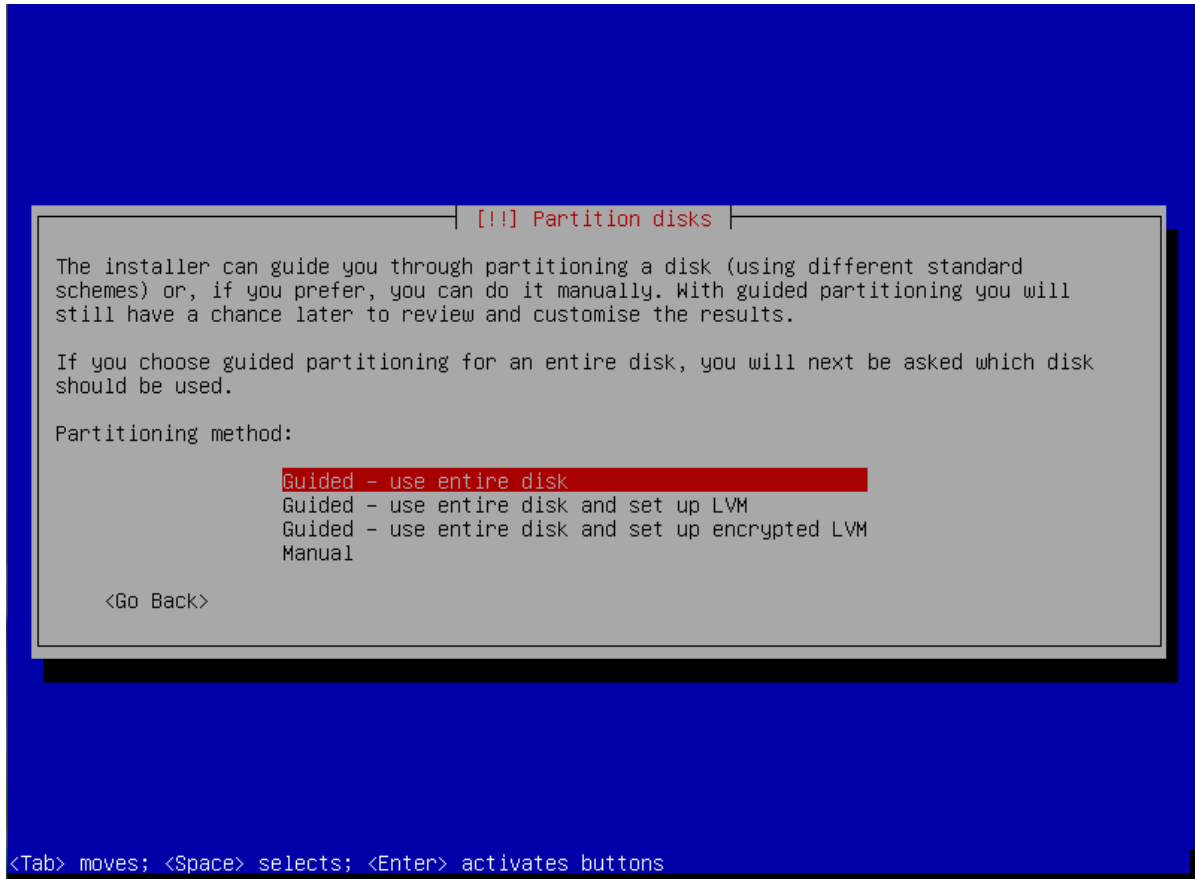 [!!] Partition disks
The installer can guide you through partitioning a disk (using different standard
schemes) or, if you prefer, you can do it manually. With guided partitioning you will
still have a chance later to review and customise the results.
If you choose guided partitioning for an entire disk, you will next be asked which disk
should be used.
Partitioning method:
Guided – use entire disk
Guided – use entire disk and set up LVM
Guided – use entire disk and set up encrypted LVM
Manual
<Go Back>
<Tab> moves; <Space> selects; <Enter> activates buttons